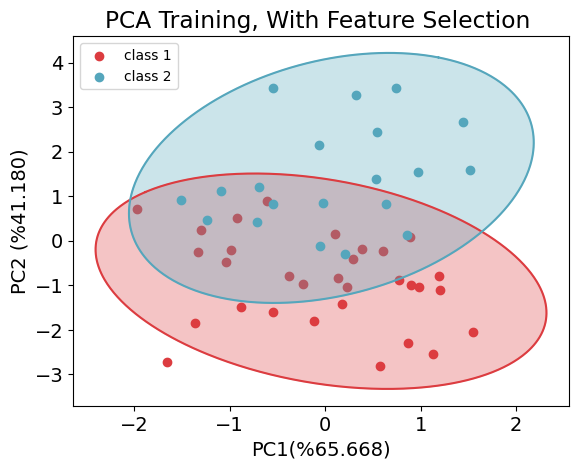 PCA Training, With Feature Selection
class 1
class 2
4
3
2
1
0
−1
−2
−3
PC2 (%41.180)
−2
−1
0
1
2
PC1(%65.668)